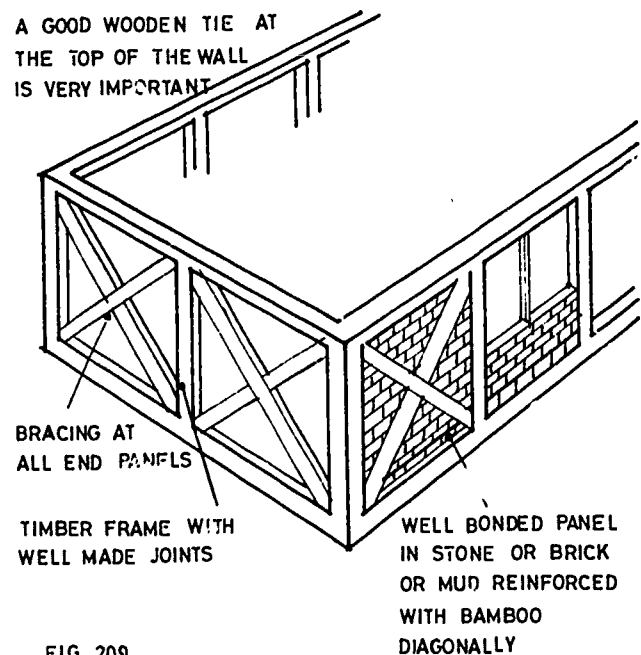 A GOOD WOODEN TIE AT
THE TOP OF THE WALL
IS VERY IMPORTANT
BRACING AT
ALL END PANELS
TIMBER FRAME WITH
WELL MADE JOINTS
WELL BONDED PANEL
IN STONE OR BRICK
OR MUD REINFORCED
WITH BAMBOO
DIAGONALLY
FIG 209